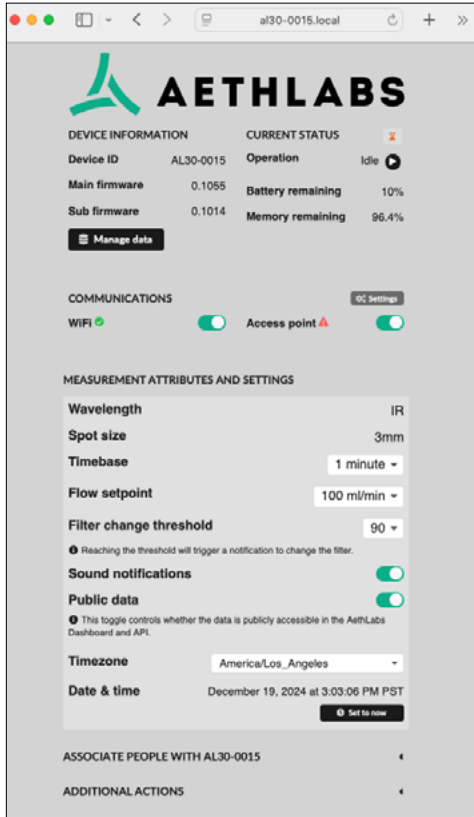 al30-0015.local
AETHLABS
DEVICE INFORMATION
Device ID AL30-0015
Main firmware 0.1055
Sub firmware 0.1014
Manage data
CURRENT STATUS
Operation Idle
Battery remaining 10%
Memory remaining 96.4%
COMMUNICATIONS
Settings
WiFi
Access point
MEASUREMENT ATTRIBUTES AND SETTINGS
Wavelength IR
Spot size 3mm
Timebase 1 minute
Flow setpoint 100 ml/min
Filter change threshold 90
Reaching the threshold will trigger a notification to change the filter.
Sound notifications
Public data
This toggle controls whether the data is publicly accessible in the AethLabs
Dashboard and API.
Timezone America/Los_Angeles
Date & time December 19, 2024 at 3:03:06 PM PST
Set to now
ASSOCIATE PEOPLE WITH AL30-0015
ADDITIONAL ACTIONS